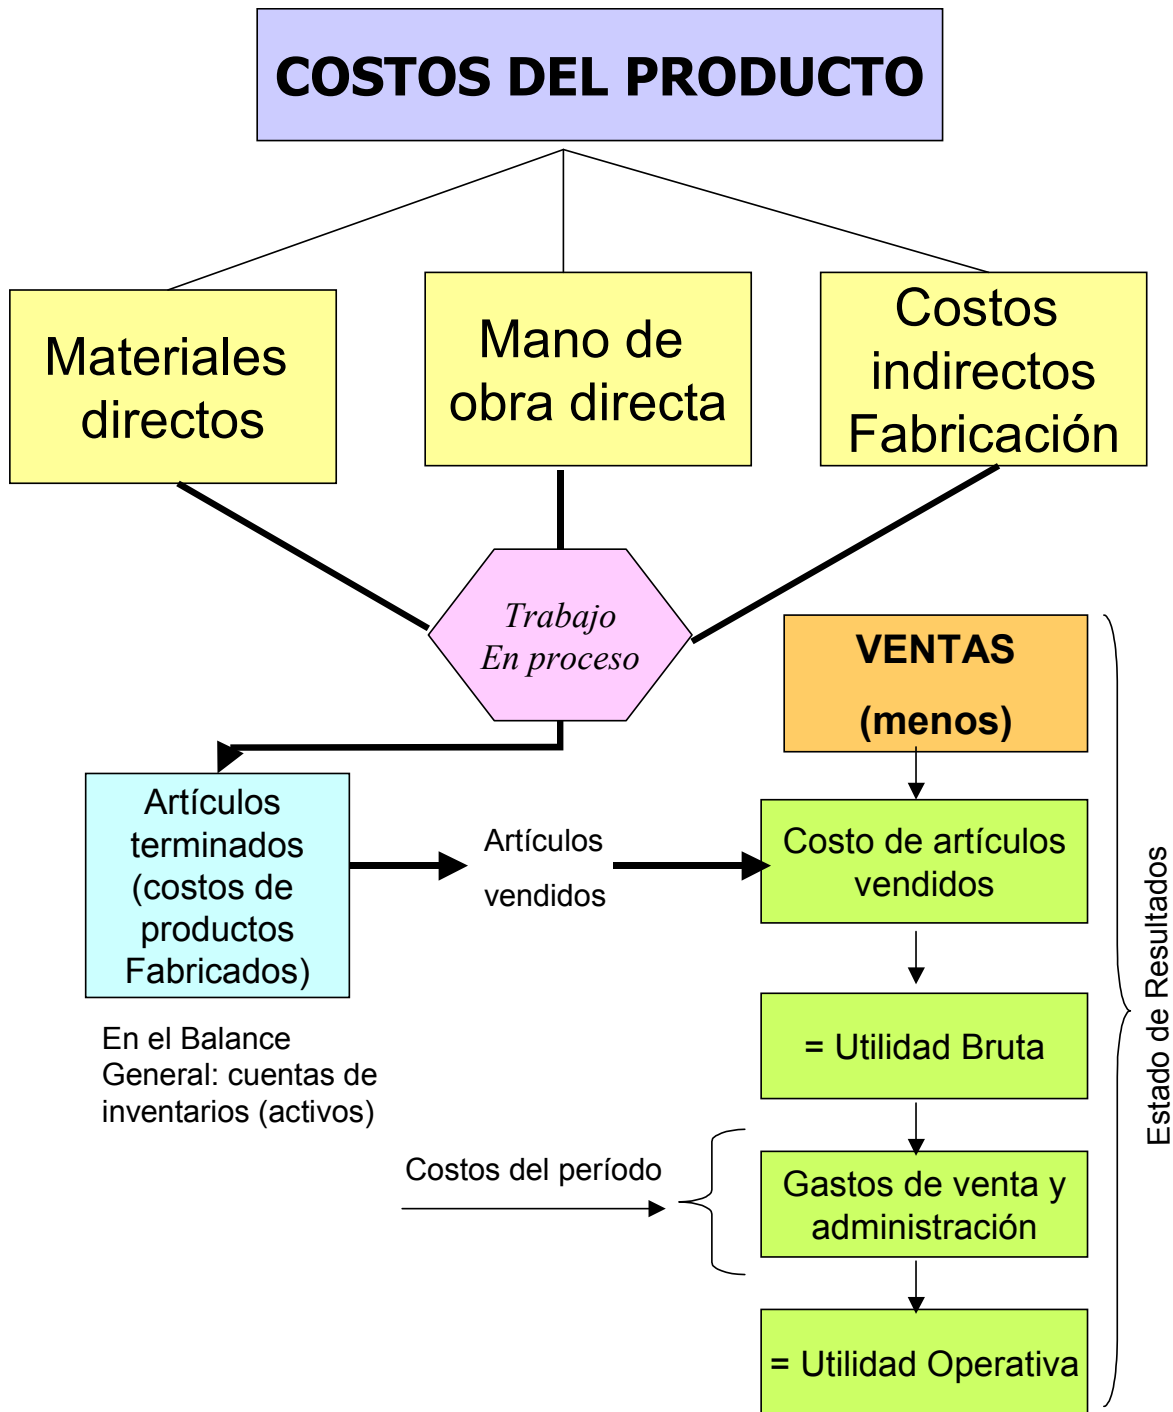 COSTOS DEL PRODUCTO
Materiales
directos
Mano de
obra directa
Costos
indirectos
Fabricación
Trabajo
En proceso
VENTAS
(menos)
Artículos
terminados
(costos de
productos
Fabricados)
Artículos
vendidos
Costo de artículos
vendidos
En el Balance
General: cuentas de
inventarios (activos)
= Utilidad Bruta
Costos del período
Gastos de venta y
administración
= Utilidad Operativa
Estado de Resultados